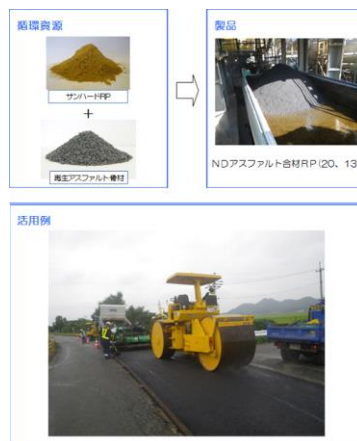 循環資源
サンハードRP
+
再生アスファルト骨材
製品
NDアスファルト合材RP(20、13
活用例